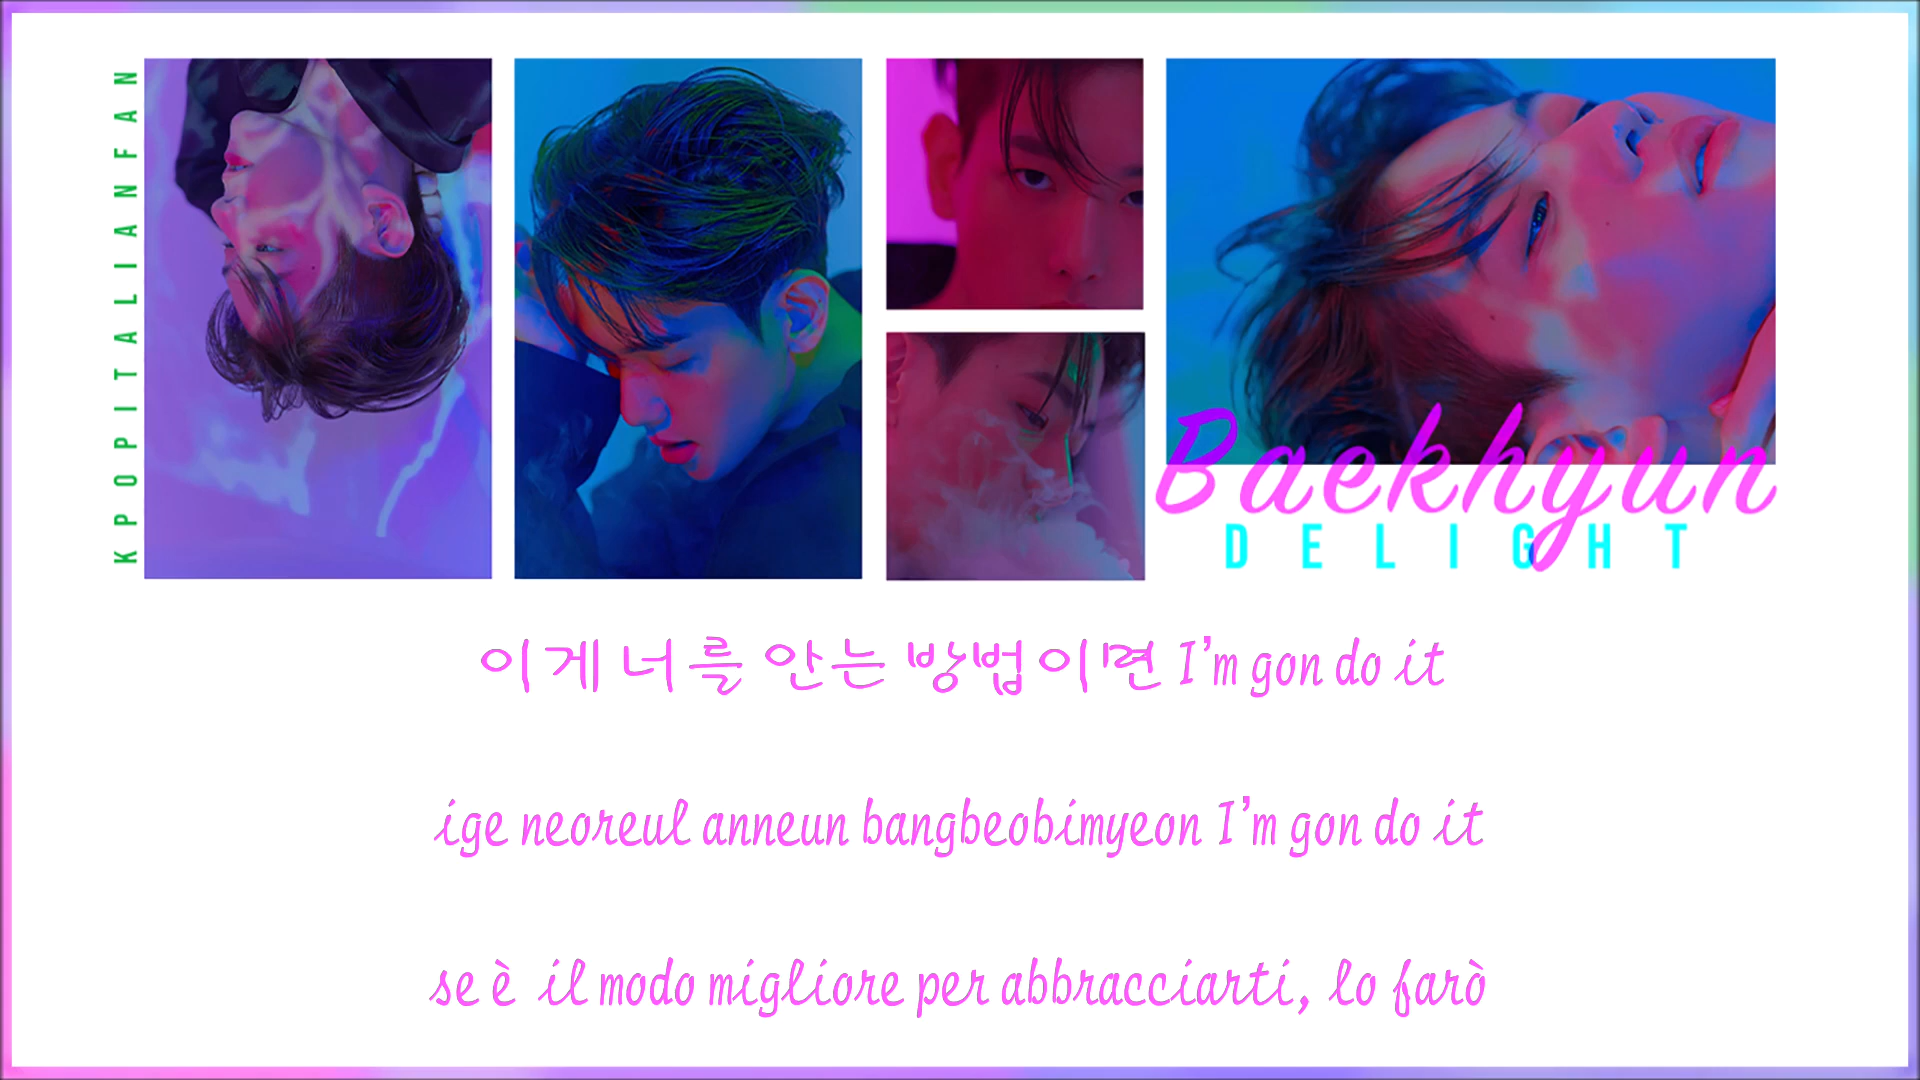 KPOPITALIANFAN
Baekhyun
DELIGHT
이게 너를 안는 방법이면 I'm gon do it
ige neoreul anneun bangbeobimyeon I'm gon do it
se è il modo migliore per abbracciarti, lo farò